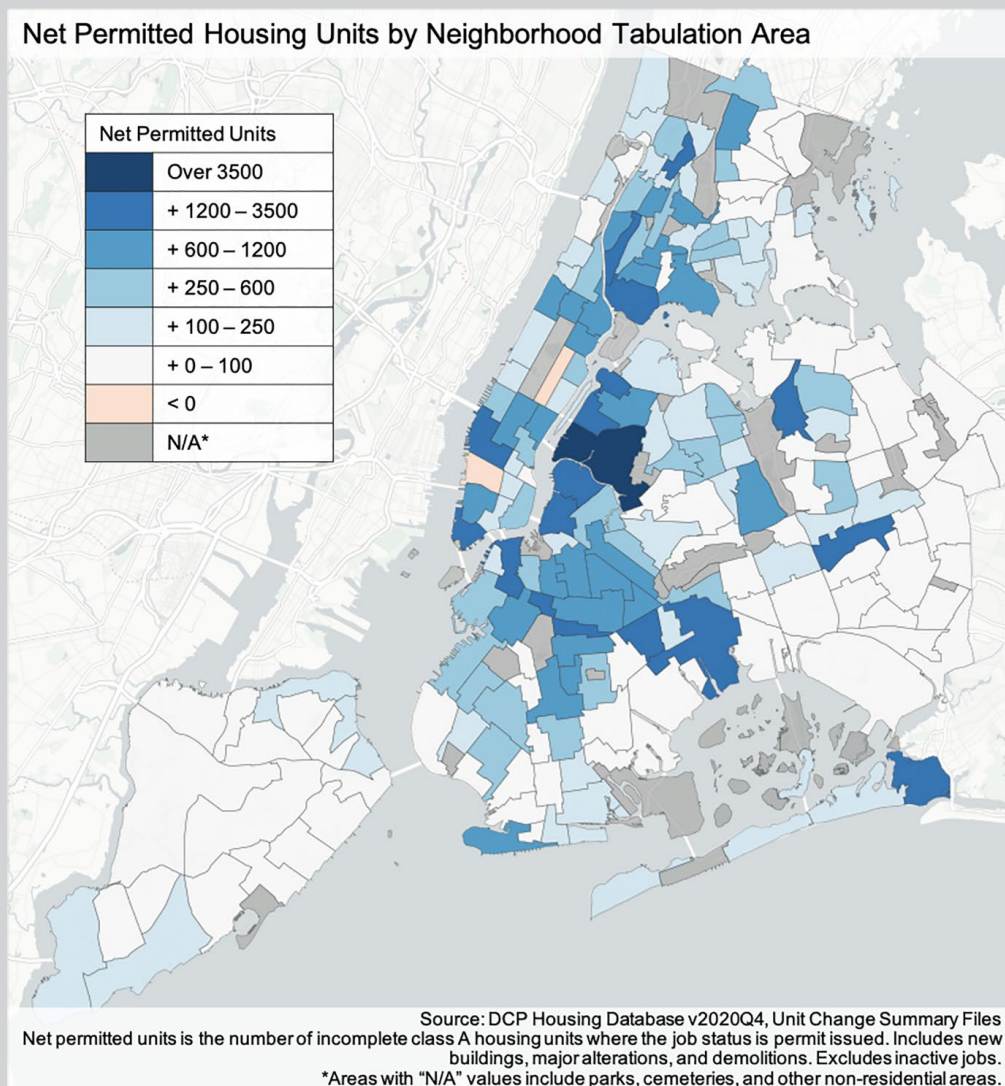 Net Permitted Housing Units by Neighborhood Tabulation Area
Net Permitted Units
Over 3500
+ 1200 – 3500
+ 600 – 1200
+ 250 – 600
+ 100 – 250
+ 0 – 100
< 0
N/A*
Source: DCP Housing Database v2020Q4, Unit Change Summary Files
Net permitted units is the number of incomplete class A housing units where the job status is permit issued. Includes new
buildings, major alterations, and demolitions. Excludes inactive jobs.
*Areas with “N/A” values include parks, cemeteries, and other non-residential areas.